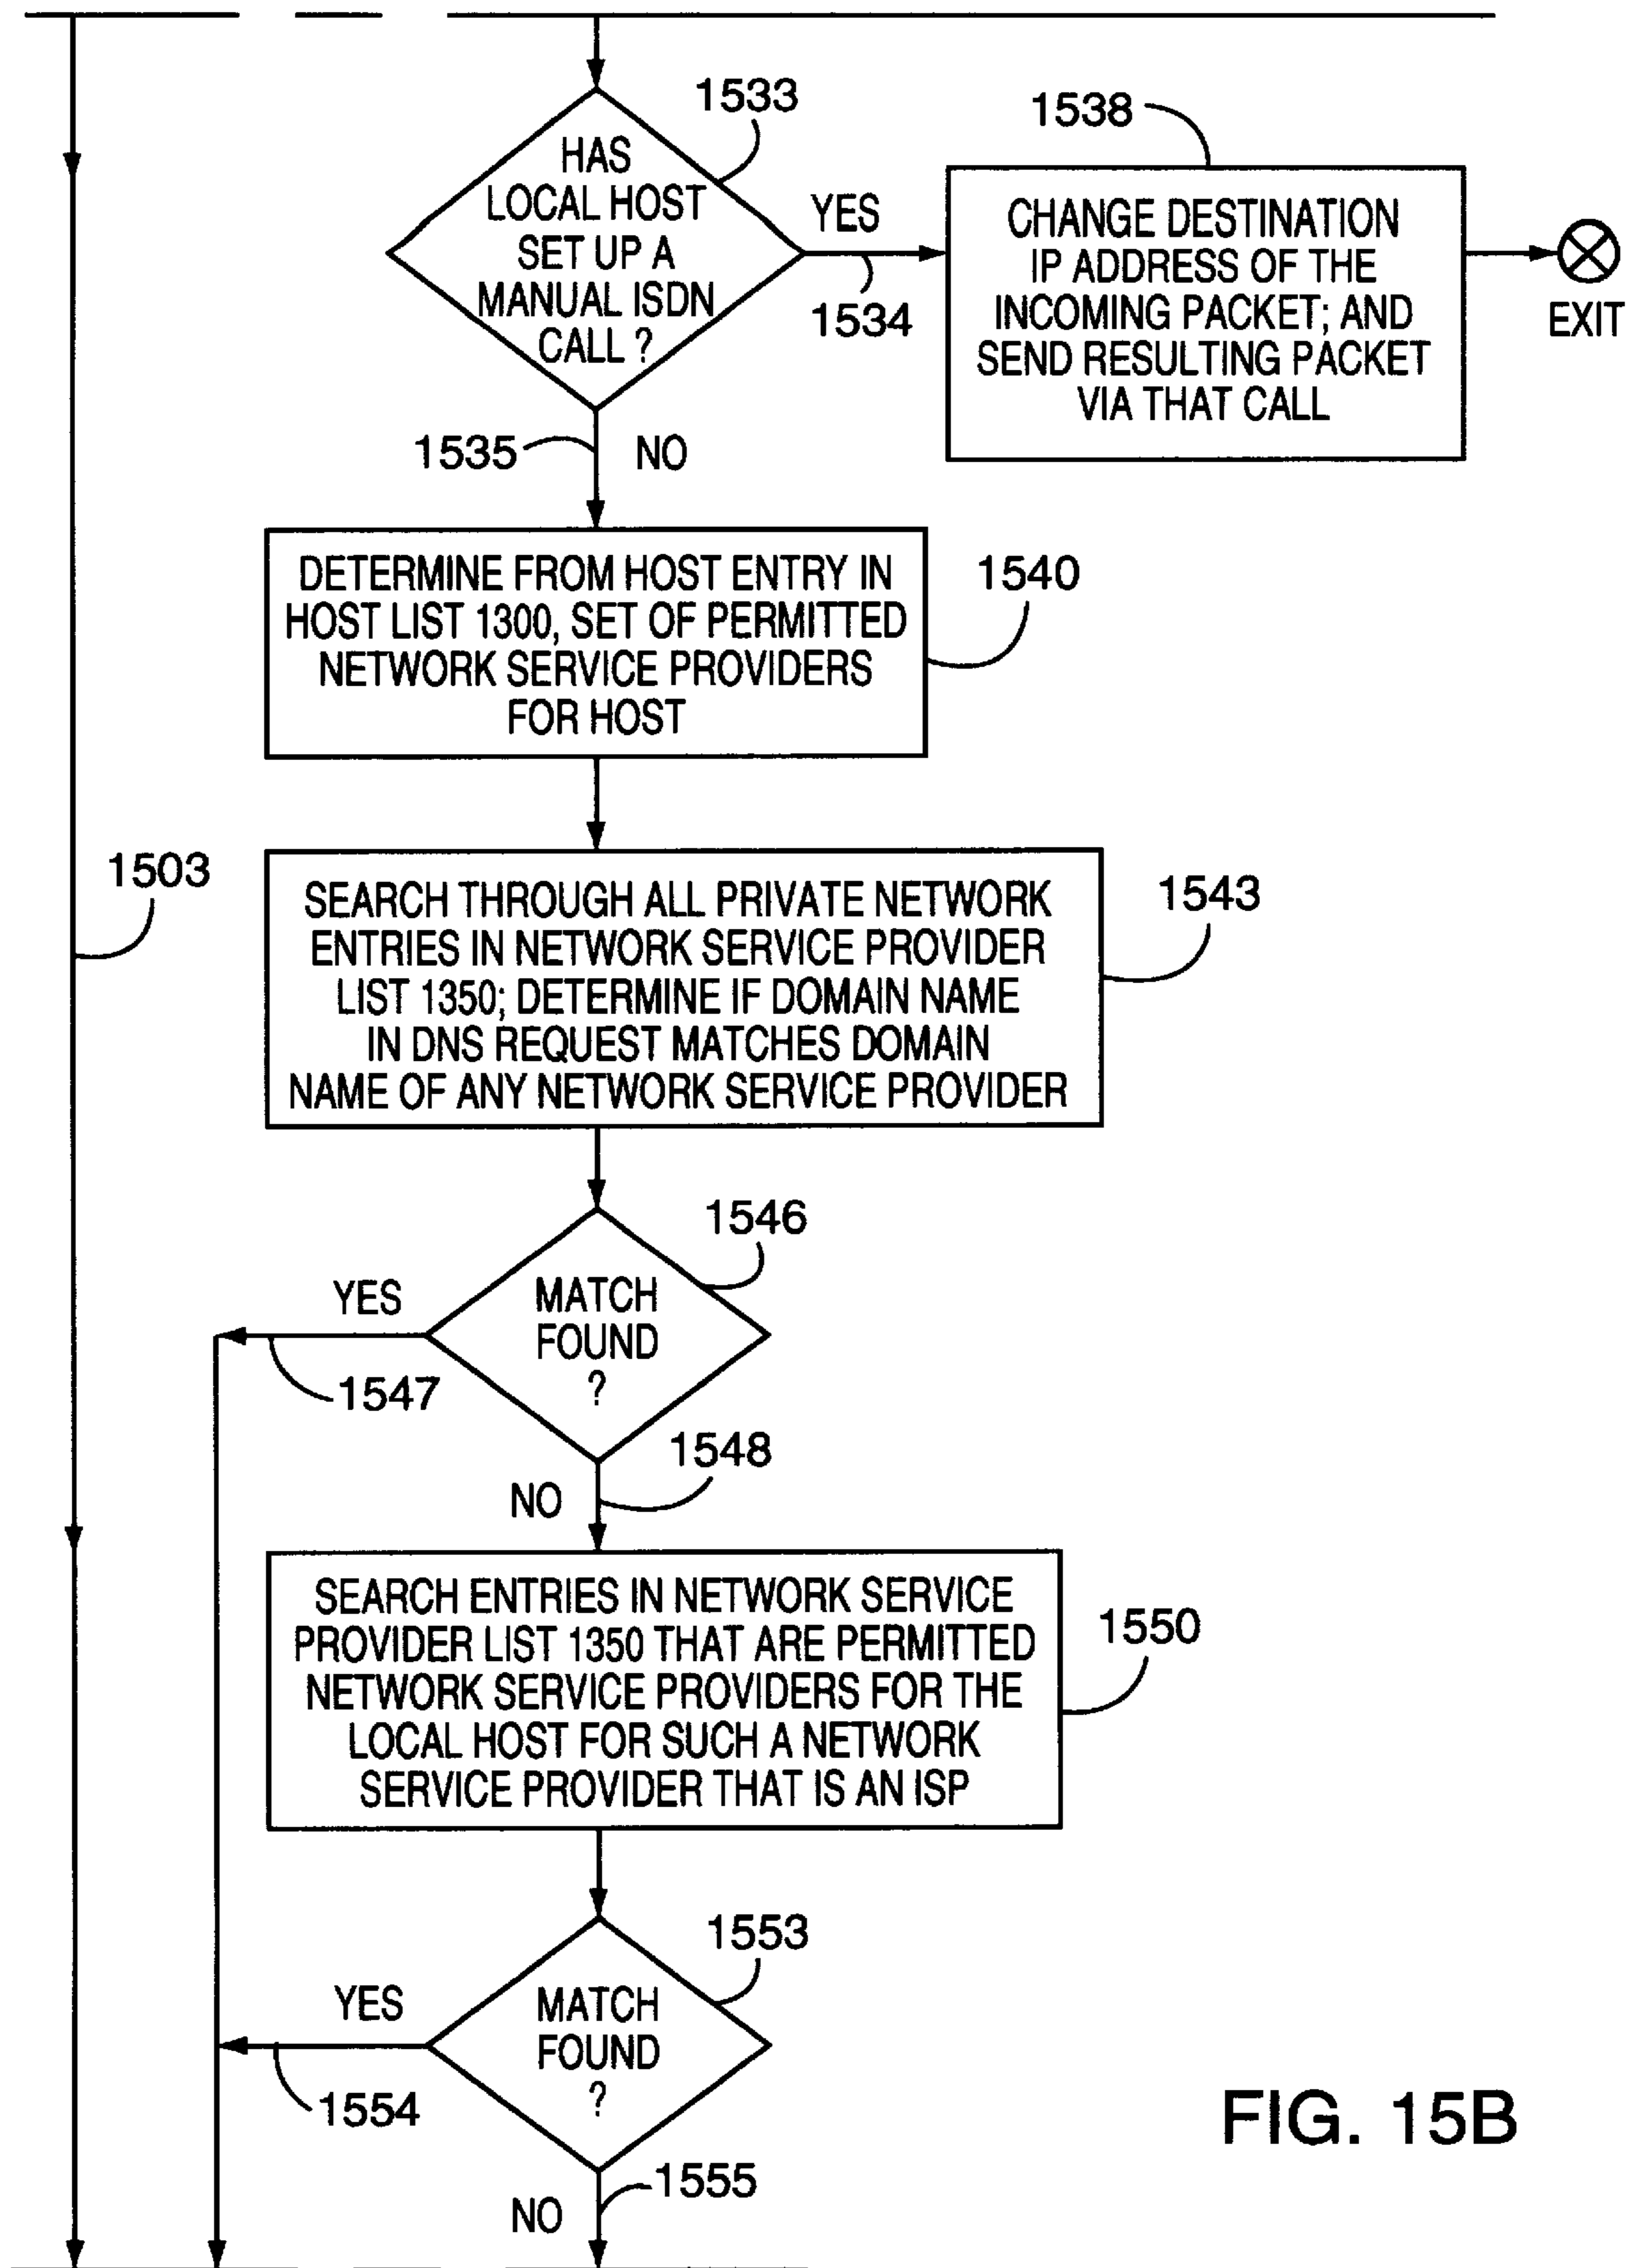 1533
HAS
LOCAL HOST
SET UP A
MANUAL ISDN
CALL ?
YES
1534
1538
CHANGE DESTINATION
IP ADDRESS OF THE
INCOMING PACKET; AND
SEND RESULTING PACKET
VIA THAT CALL
EXIT
1535
NO
DETERMINE FROM HOST ENTRY IN
HOST LIST 1300, SET OF PERMITTED
NETWORK SERVICE PROVIDERS
FOR HOST
1540
1503
SEARCH THROUGH ALL PRIVATE NETWORK
ENTRIES IN NETWORK SERVICE PROVIDER
LIST 1350; DETERMINE IF DOMAIN NAME
IN DNS REQUEST MATCHES DOMAIN
NAME OF ANY NETWORK SERVICE PROVIDER
1543
1546
MATCH
FOUND
?
YES
1547
1548
NO
SEARCH ENTRIES IN NETWORK SERVICE
PROVIDER LIST 1350 THAT ARE PERMITTED
NETWORK SERVICE PROVIDERS FOR THE
LOCAL HOST FOR SUCH A NETWORK
SERVICE PROVIDER THAT IS AN ISP
1550
1553
MATCH
FOUND
?
YES
1554
1555
NO
FIG. 15B